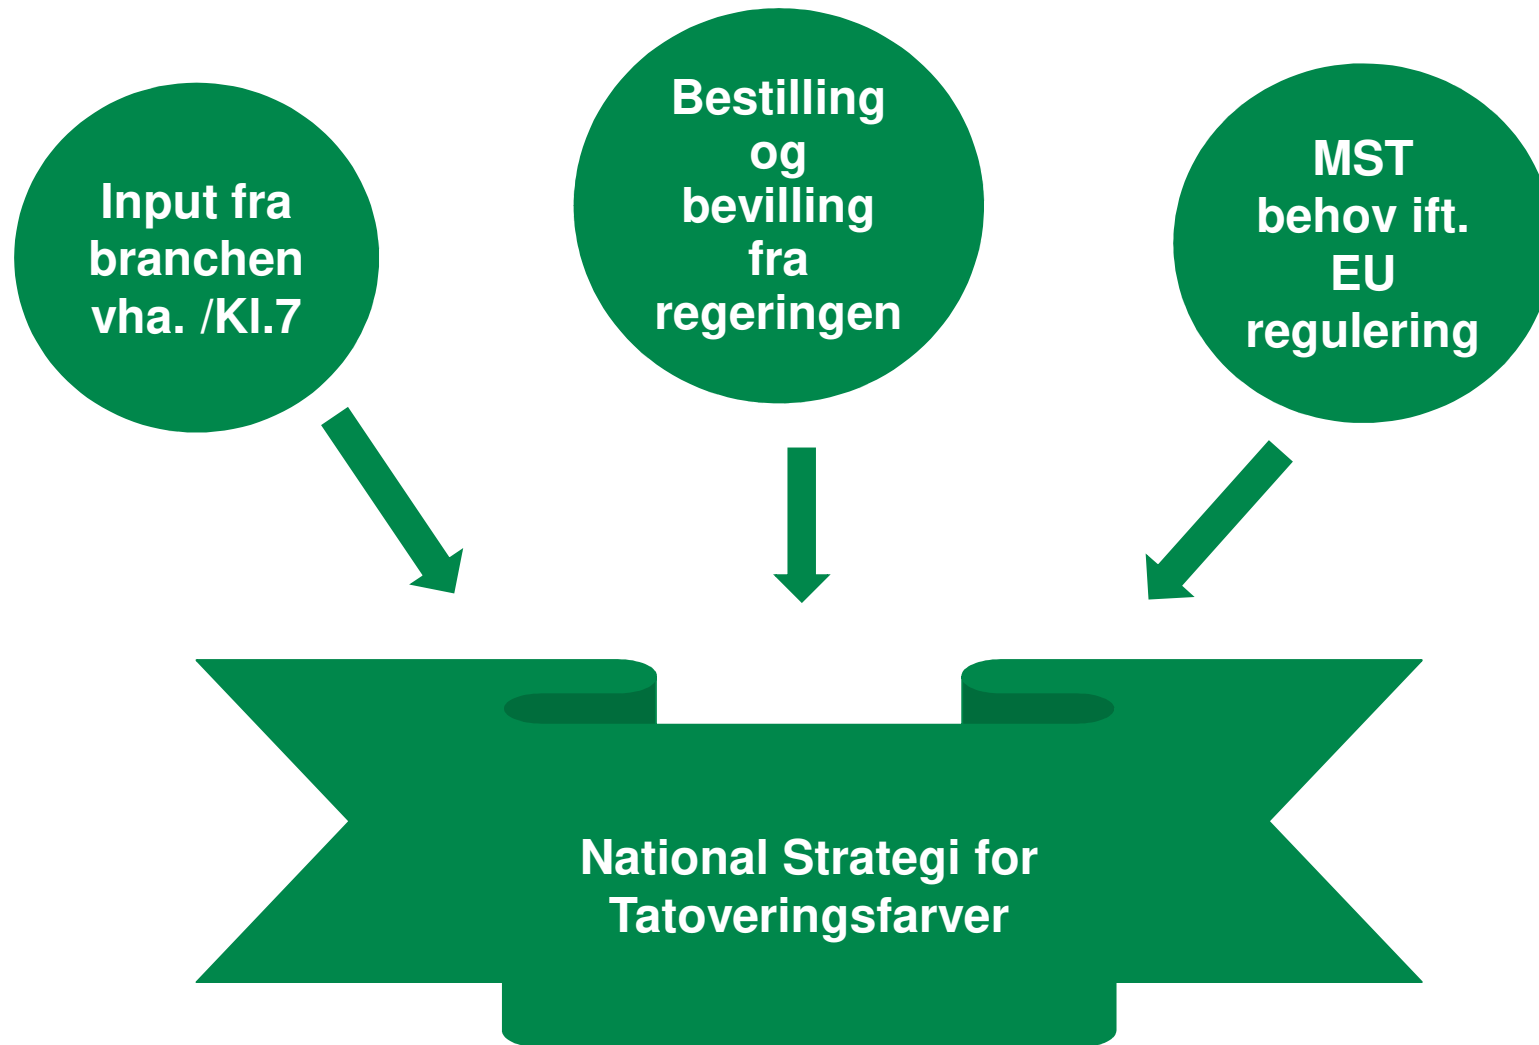 Input fra
branchen
vha. /Kl.7
Bestilling
og
bevilling
fra
regeringen
MST
behov ift.
EU
regulering
National Strategi for
Tatoveringsfarver